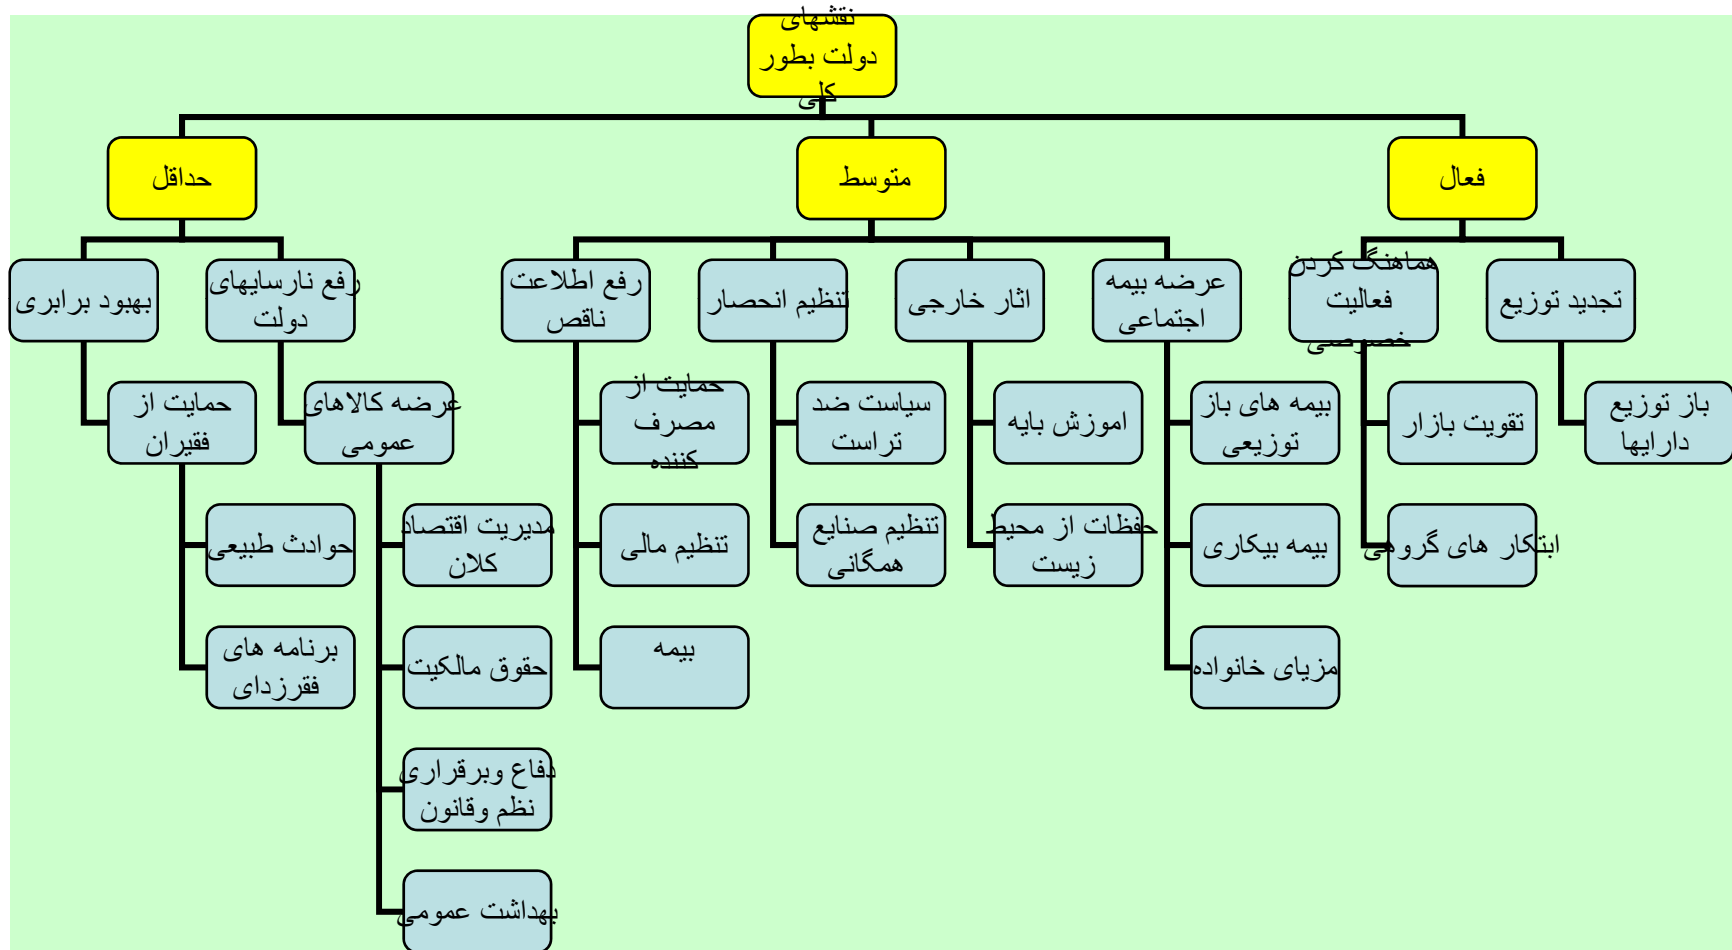 نقشهای
دولت بطور
کلی
فعال
متوسط
حداقل
تجدید توزیع
هماهنگ کردن
فعالیت
خصرصی
عرضه بیمه
اجتماعی
اثار خارجی
تنظیم انحصار
رفع اطلاعت
ناقص
رفع نارسایهای
دولت
بهبود برابری
باز توزیع
دارایها
تقویت بازار
بیمه های باز
توزیعی
اموزش بایه
سیاست ضد
تراست
حمایت از
مصرف
کننده
عرضه کالاهای
عمومی
حمایت از
فقیران
ابتکار های گروهی
بیمه بیکاری
حفظات از محیط
زیست
تنظیم صنایع
همگانی
تنظیم مالی
مدیریت اقتصاد
کلان
حوادث طبیعی
مزیای خانواده
بیمه
حقوق مالکیت
برنامه های
فقرزدای
دفاع وبرقراری
نظم وقانون
بهداشت عمومی